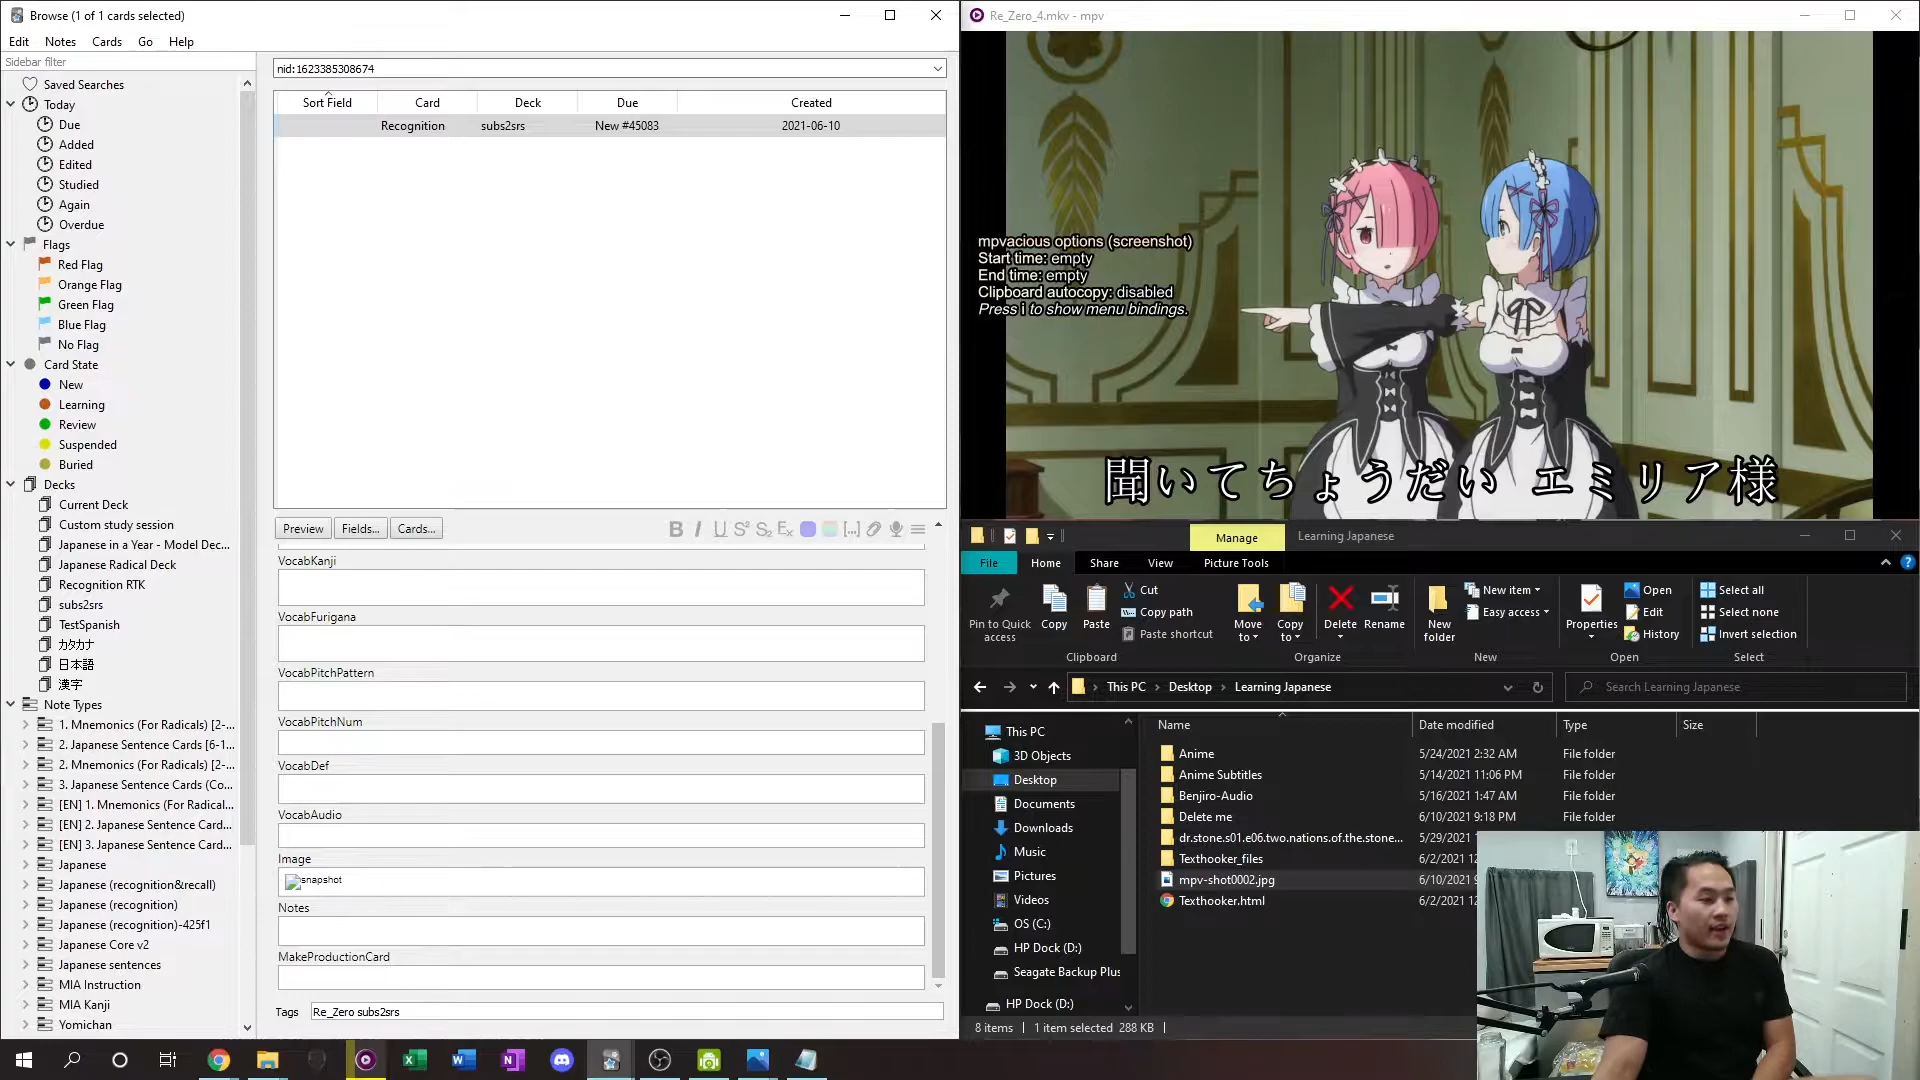 Browse (1 of 1 cards selected)
Edit Notes Cards Go Help
Sidebar filter
Saved Searches
Today
Due
Added
Edited
Studied
Again
Overdue
Flags
Red Flag
Orange Flag
Green Flag
Blue Flag
No Flag
Card State
New
Learning
Review
Suspended
Buried
Decks
Current Deck
Custom study session
Japanese in a Year - Model Dec...
Japanese Radical Deck
Recognition RTK
subs2srs
TestSpanish
カタカナ
日本語
漢字
Note Types
1. Mnemonics (For Radicals) [2-...
2. Japanese Sentence Cards [6-1...
2. Mnemonics (For Radicals) [2-...
3. Japanese Sentence Cards (Co...
[EN] 1. Mnemonics (For Radical...
[EN] 2. Japanese Sentence Card...
[EN] 3. Japanese Sentence Card...
Japanese
Japanese (recognition&recall)
Japanese (recognition)
Japanese (recognition)-425f1
Japanese Core v2
Japanese sentences
MIA Instruction
MIA Kanji
Yomichan
nid:1623385308674
Sort Field Card Deck Due Created
Recognition subs2srs New #45083 2021-06-10
Preview Fields... Cards...
VocabKanji
VocabFurigana
VocabPitchPattern
VocabPitchNum
VocabDef
VocabAudio
Image
snapshot
Notes
MakeProductionCard
Tags Re_Zero subs2srs
Re_Zero_4.mkv - mpv
mpvacious options (screenshot)
Start time: empty
End time: empty
Clipboard autocopy: disabled
Press i to show menu bindings.
聞いてちょうだい エミリア様
Manage Learning Japanese
File Home Share View Picture Tools
Pin to Quick access
Copy
Paste
Cut
Copy path
Paste shortcut
Clipboard
Move to
Copy to
Delete
Rename
Organize
New folder
New item
Easy access
New
Properties
Open
Edit
History
Open
Select all
Select none
Invert selection
Select
This PC Desktop Learning Japanese
Search Learning Japanese
This PC
3D Objects
Desktop
Documents
Downloads
Music
Pictures
Videos
OS (C:)
HP Dock (D:)
Seagate Backup Plus
HP Dock (D:)
Name Date modified Type Size
Anime 5/24/2021 2:32 AM File folder
Anime Subtitles 5/14/2021 11:06 PM File folder
Benjiro-Audio 5/16/2021 1:47 AM File folder
Delete me 6/10/2021 9:18 PM File folder
dr.stone.s01.e06.two.nations.of.the.stone... 5/29/2021
Texthooker_files 6/2/2021 12
mpv-shot0002.jpg 6/10/2021 9
Texthooker.html 6/2/2021 12
8 items 1 item selected 288 KB